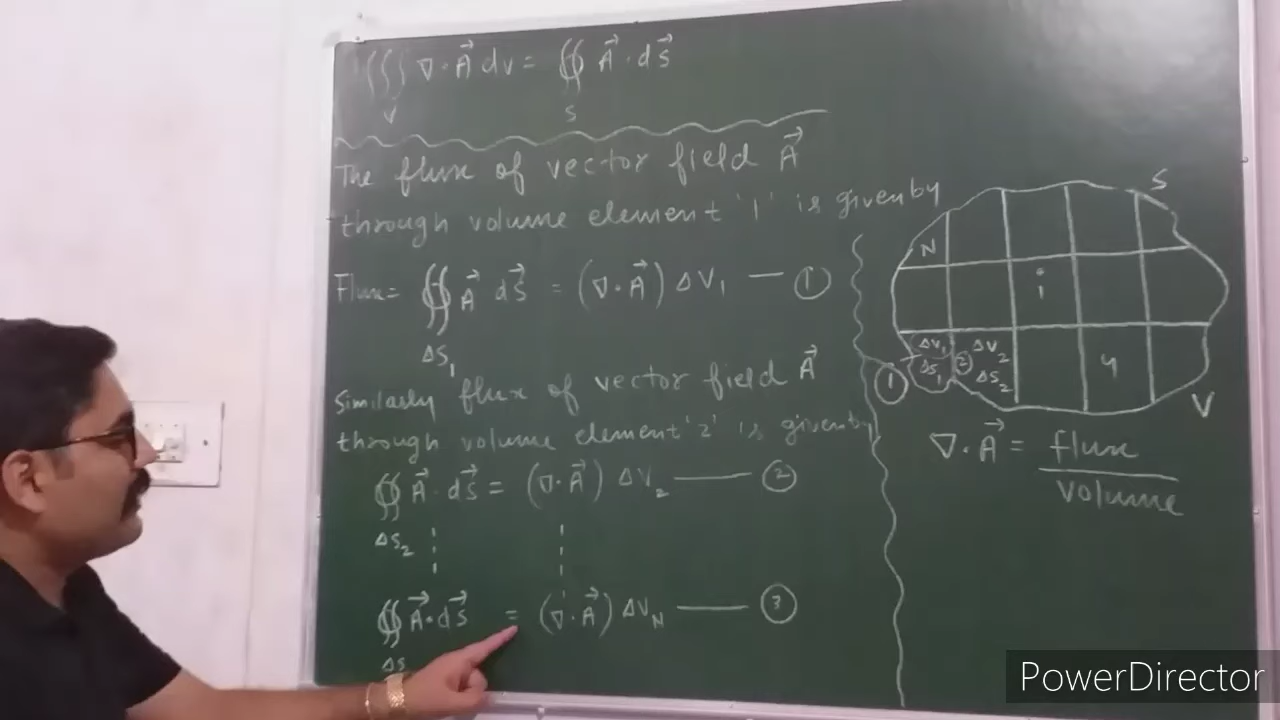 ∭ ∇·A⃗ dv = ∯ A⃗·ds⃗
V S
The flux of vector field A⃗
through volume element '1' is given by
Flux = ∯ A⃗ ds⃗ = (∇·A⃗) ΔV₁ — ①
ΔS₁
Similarly flux of vector field A⃗
through volume element '2' is given by
∯ A⃗·ds⃗ = (∇·A⃗) ΔV₂ — ②
ΔS₂
∯ A⃗·ds⃗ = (∇·A⃗) ΔV_N — ③
ΔS
S
N
i
ΔV₁ ② ΔV₂
① ΔS₁ ΔS₂
V
∇·A⃗ = flux
volume
PowerDirector